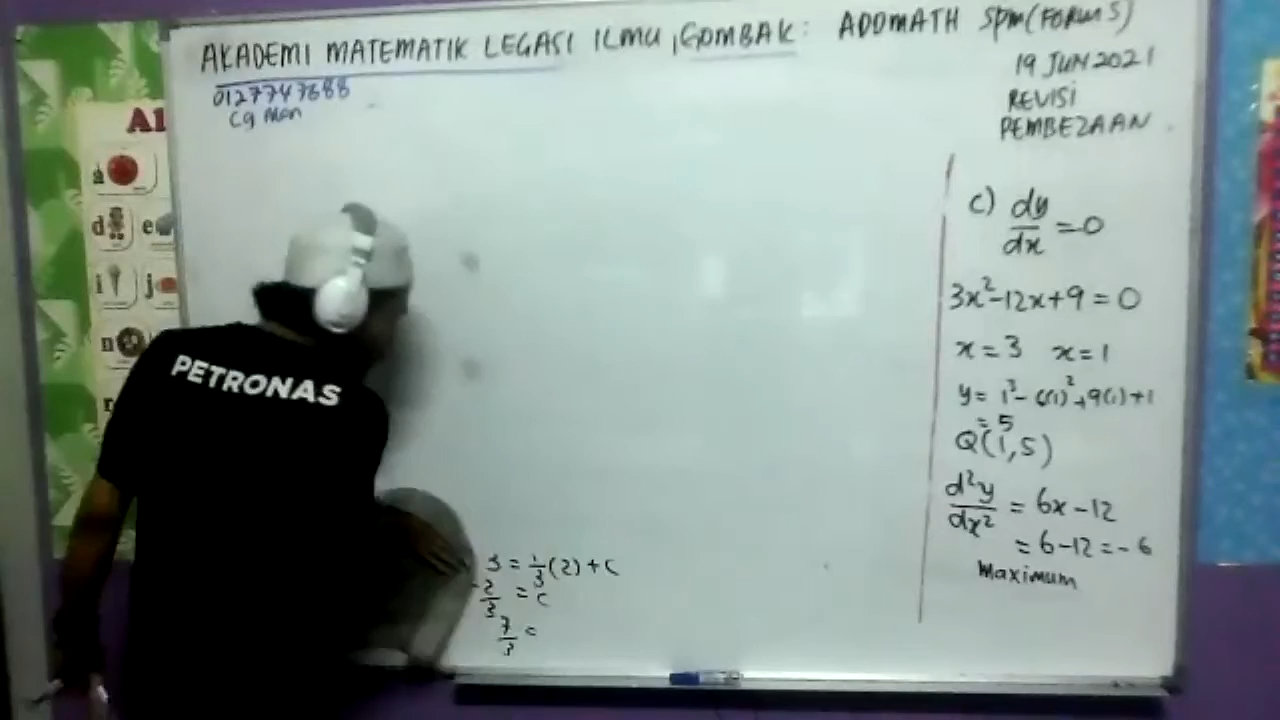 AKADEMI MATEMATIK LEGASI ILMU, GOMBAK: ADDMATH SPM (FORM 5)
0127747688
Cg Man
19 JUN 2021
REVISI
PEMBEZAAN
A
a
d e
i j
n
PETRONAS
c) dy/dx = 0
3x²-12x+9 = 0
x = 3 x = 1
y = 1³ - 6(1)² + 9(1) + 1
= 5
Q(1,5)
d²y/dx² = 6x - 12
= 6 - 12 = - 6
Maximum
3 = 1/3 (2) + C
-2/3 = C
7/3 =